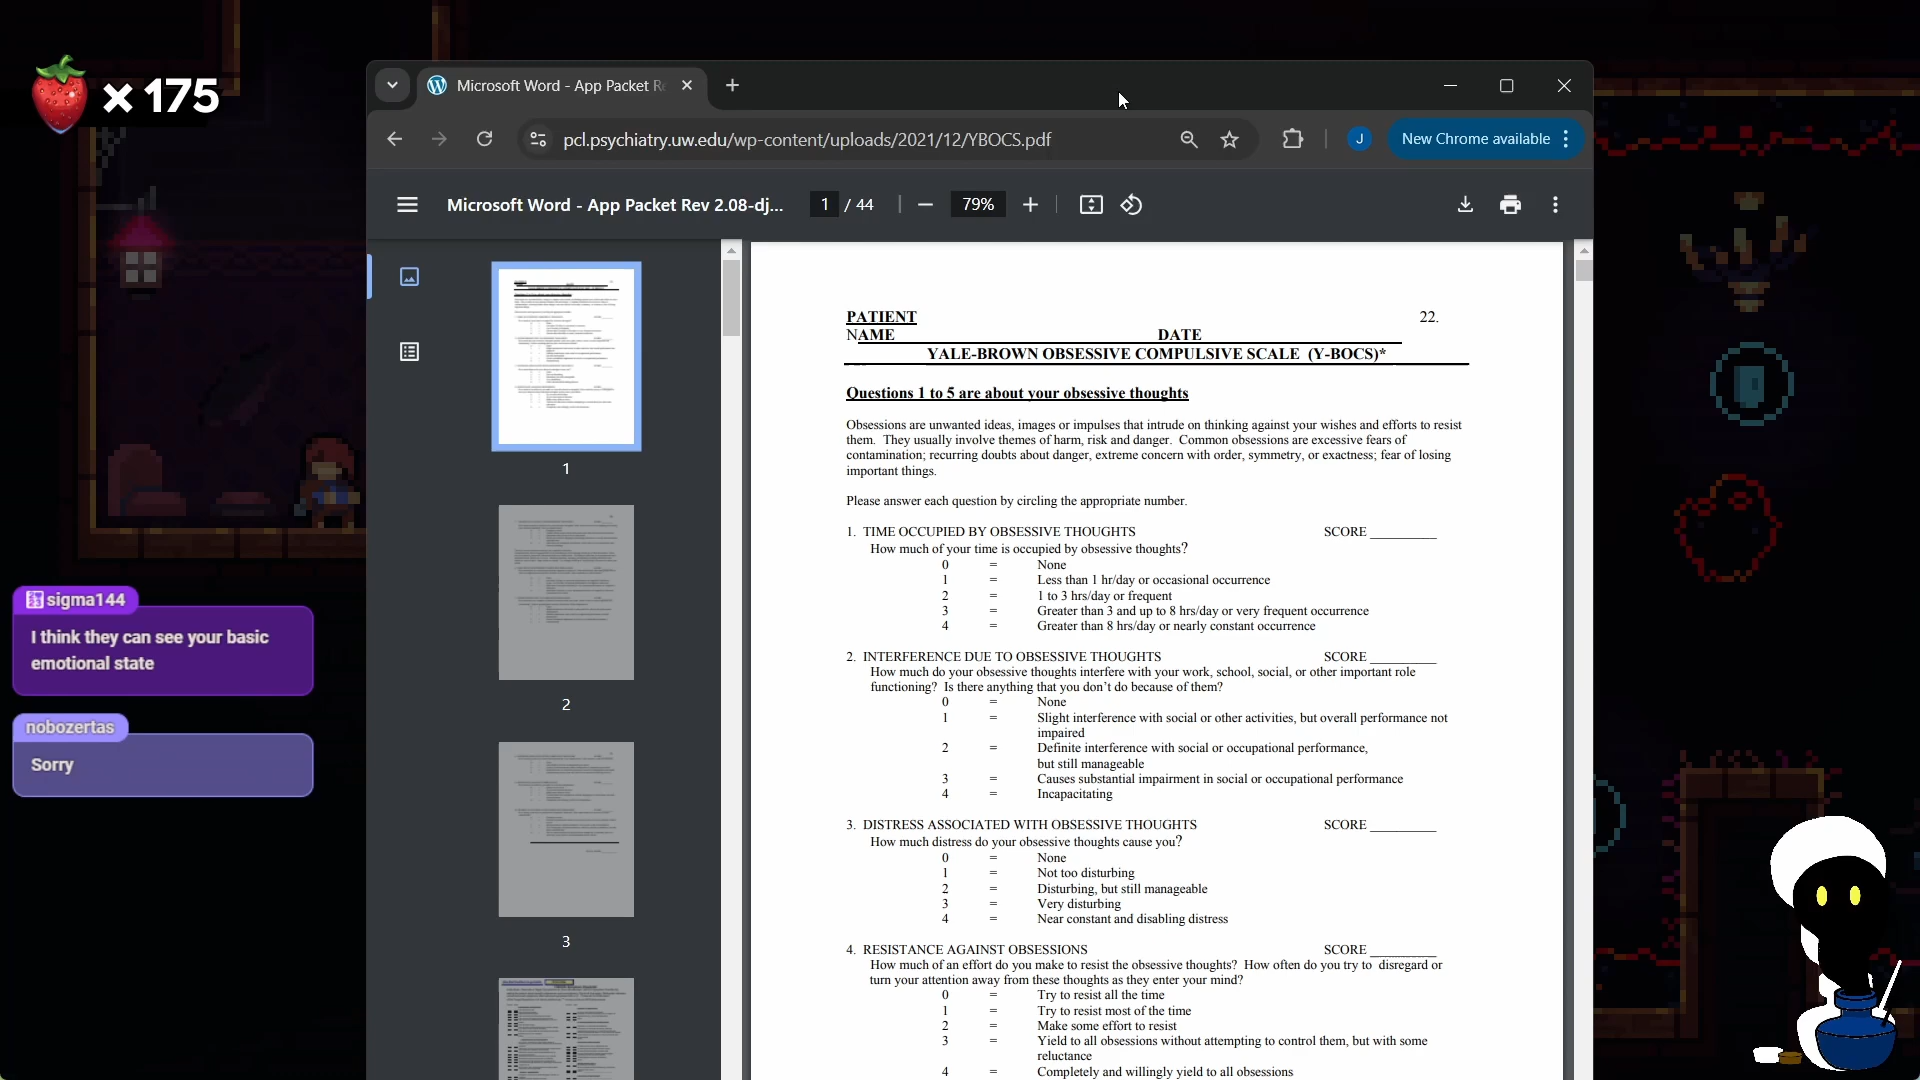 x 175
Microsoft Word - App Packet Re
pcl.psychiatry.uw.edu/wp-content/uploads/2021/12/YBOCS.pdf
J
New Chrome available
Microsoft Word - App Packet Rev 2.08-dj...
1 / 44
79%
1
2
3
PATIENT
22.
NAME DATE
YALE-BROWN OBSESSIVE COMPULSIVE SCALE (Y-BOCS)*
Questions 1 to 5 are about your obsessive thoughts
Obsessions are unwanted ideas, images or impulses that intrude on thinking against your wishes and efforts to resist
them. They usually involve themes of harm, risk and danger. Common obsessions are excessive fears of
contamination; recurring doubts about danger, extreme concern with order, symmetry, or exactness; fear of losing
important things.
Please answer each question by circling the appropriate number.
1. TIME OCCUPIED BY OBSESSIVE THOUGHTS SCORE __________
How much of your time is occupied by obsessive thoughts?
0 = None
1 = Less than 1 hr/day or occasional occurrence
2 = 1 to 3 hrs/day or frequent
3 = Greater than 3 and up to 8 hrs/day or very frequent occurrence
4 = Greater than 8 hrs/day or nearly constant occurrence
2. INTERFERENCE DUE TO OBSESSIVE THOUGHTS SCORE __________
How much do your obsessive thoughts interfere with your work, school, social, or other important role
functioning? Is there anything that you don't do because of them?
0 = None
1 = Slight interference with social or other activities, but overall performance not
impaired
2 = Definite interference with social or occupational performance,
but still manageable
3 = Causes substantial impairment in social or occupational performance
4 = Incapacitating
3. DISTRESS ASSOCIATED WITH OBSESSIVE THOUGHTS SCORE __________
How much distress do your obsessive thoughts cause you?
0 = None
1 = Not too disturbing
2 = Disturbing, but still manageable
3 = Very disturbing
4 = Near constant and disabling distress
4. RESISTANCE AGAINST OBSESSIONS SCORE __________
How much of an effort do you make to resist the obsessive thoughts? How often do you try to disregard or
turn your attention away from these thoughts as they enter your mind?
0 = Try to resist all the time
1 = Try to resist most of the time
2 = Make some effort to resist
3 = Yield to all obsessions without attempting to control them, but with some
reluctance
4 = Completely and willingly yield to all obsessions
sigma144
I think they can see your basic
emotional state
nobozertas
Sorry